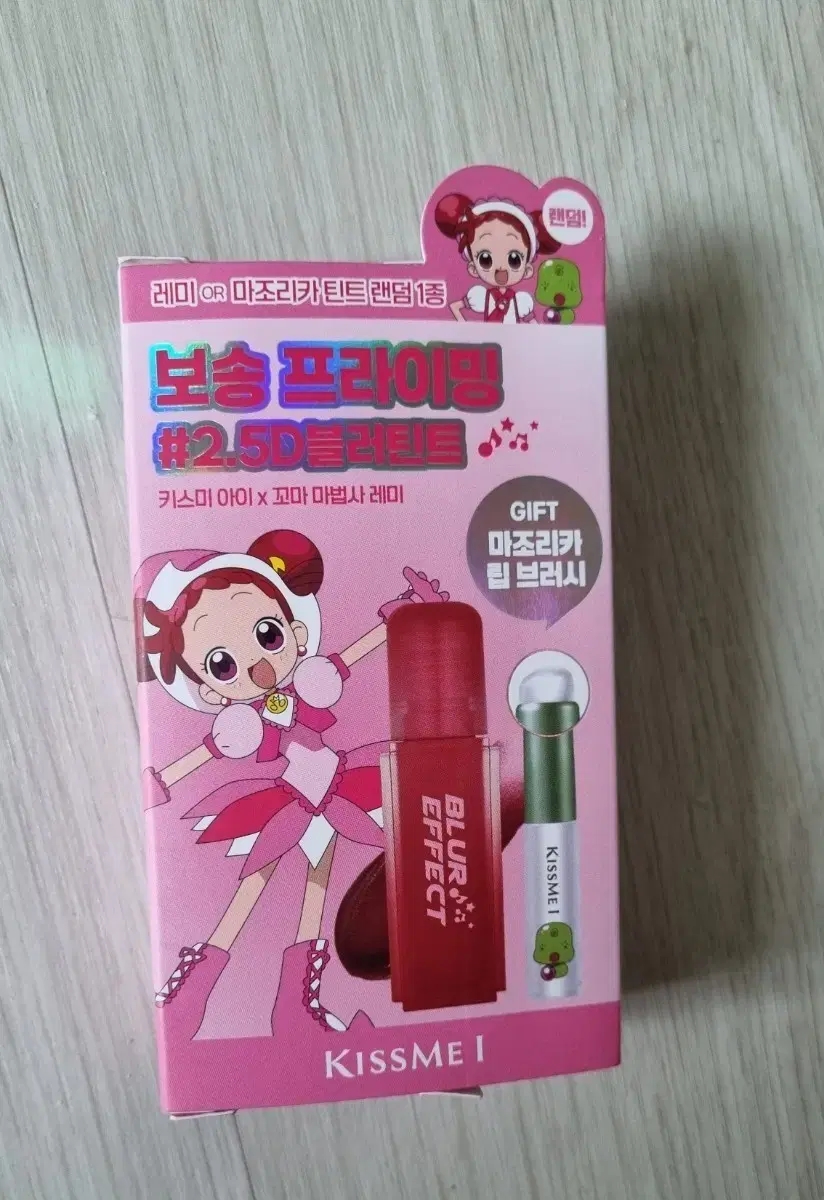 랜덤!
레미 OR 마조리카 틴트 랜덤 1종
보송 프라이밍
#2.5D블러틴트
키스미 아이 x 꼬마 마법사 레미
GIFT
마조리카
립 브러시
BLUR
EFFECT
KISSME I
KISSME I